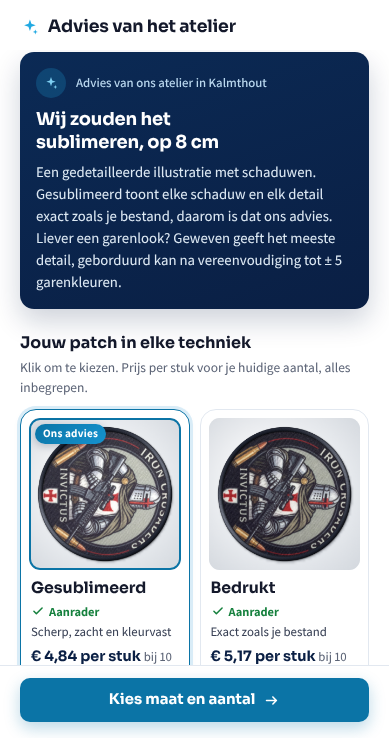 Advies van het atelier
Advies van ons atelier in Kalmthout
Wij zouden het
sublimeren, op 8 cm
Een gedetailleerde illustratie met schaduwen.
Gesublimeerd toont elke schaduw en elk detail
exact zoals je bestand, daarom is dat ons advies.
Liever een garenlook? Geweven geeft het meeste
detail, geborduurd kan na vereenvoudiging tot ± 5
garenkleuren.
Jouw patch in elke techniek
Klik om te kiezen. Prijs per stuk voor je huidige aantal, alles
inbegrepen.
Ons advies
IRON CRUSADERS
INVICTUS
IRON CRUSADERS
INVICTUS
Gesublimeerd
Bedrukt
Aanrader
Aanrader
Scherp, zacht en kleurvast
Exact zoals je bestand
€ 4,84 per stuk bij 10
€ 5,17 per stuk bij 10
Kies maat en aantal →